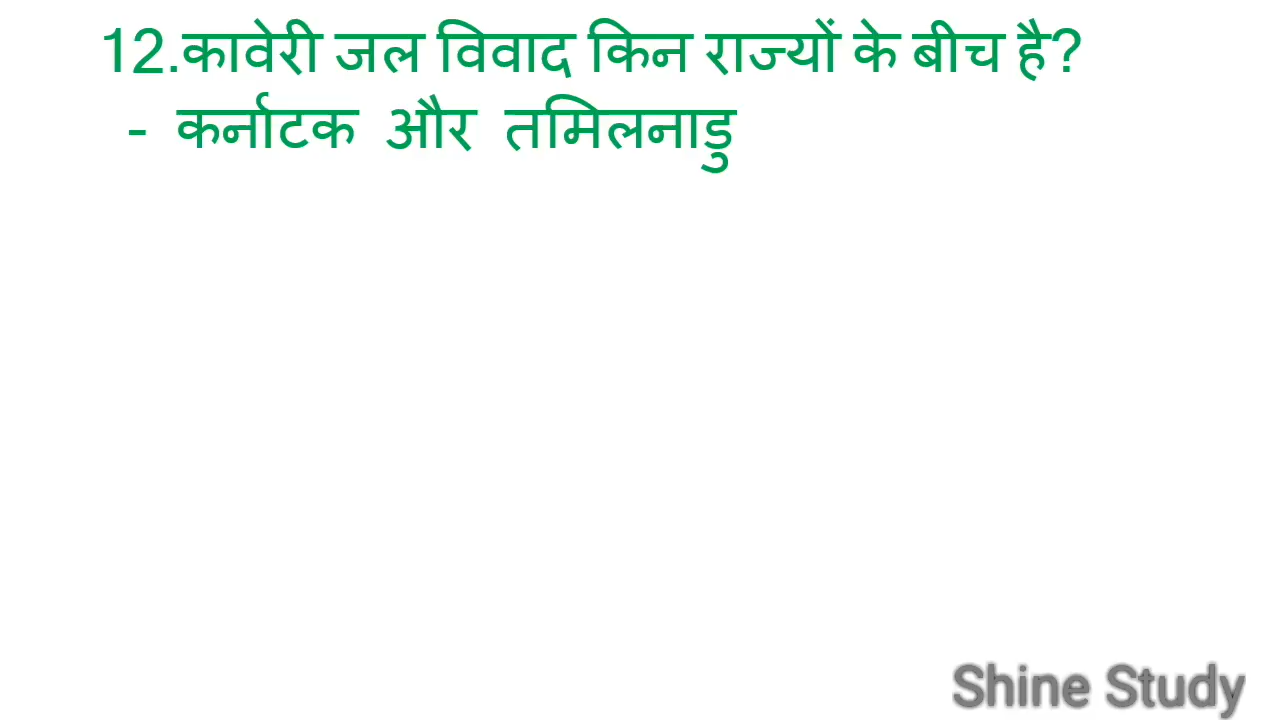 12.कावेरी जल विवाद किन राज्यों के बीच है?
- कर्नाटक और तमिलनाडु
Shine Study